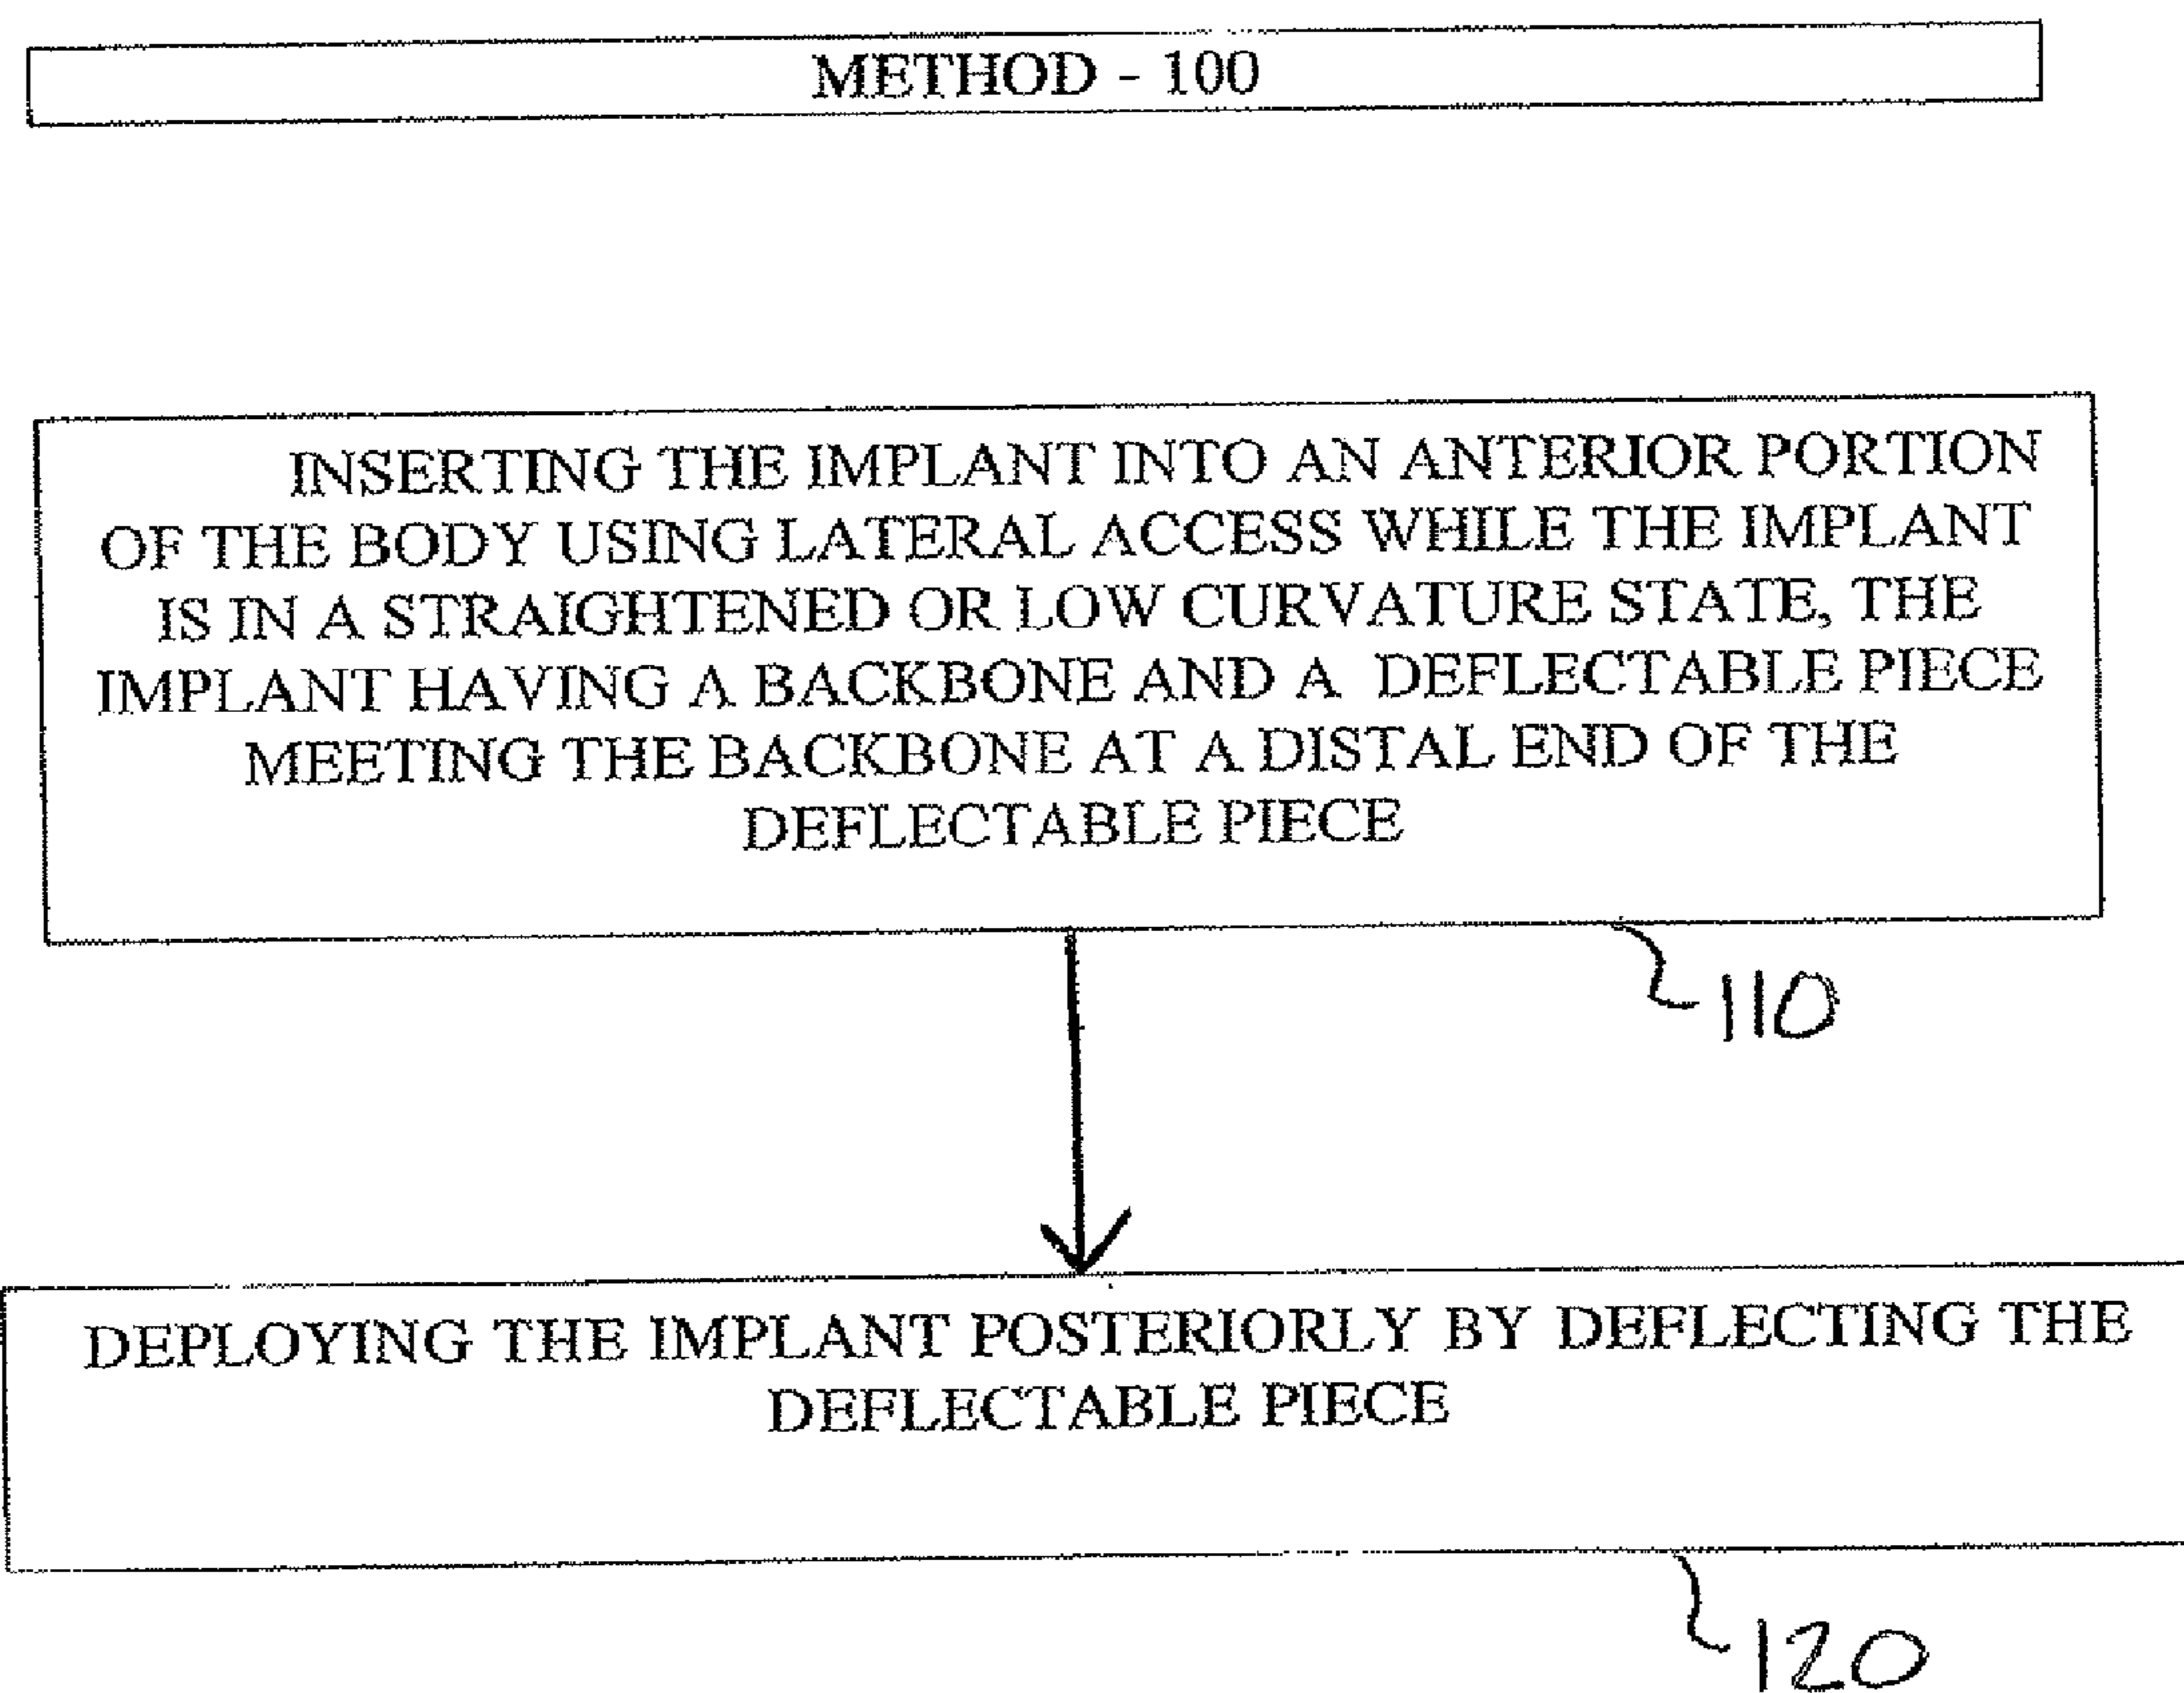 METHOD - 100
INSERTING THE IMPLANT INTO AN ANTERIOR PORTION
OF THE BODY USING LATERAL ACCESS WHILE THE IMPLANT
IS IN A STRAIGHTENED OR LOW CURVATURE STATE, THE
IMPLANT HAVING A BACKBONE AND A DEFLECTABLE PIECE
MEETING THE BACKBONE AT A DISTAL END OF THE
DEFLECTABLE PIECE
110
DEPLOYING THE IMPLANT POSTERIORLY BY DEFLECTING THE
DEFLECTABLE PIECE
120